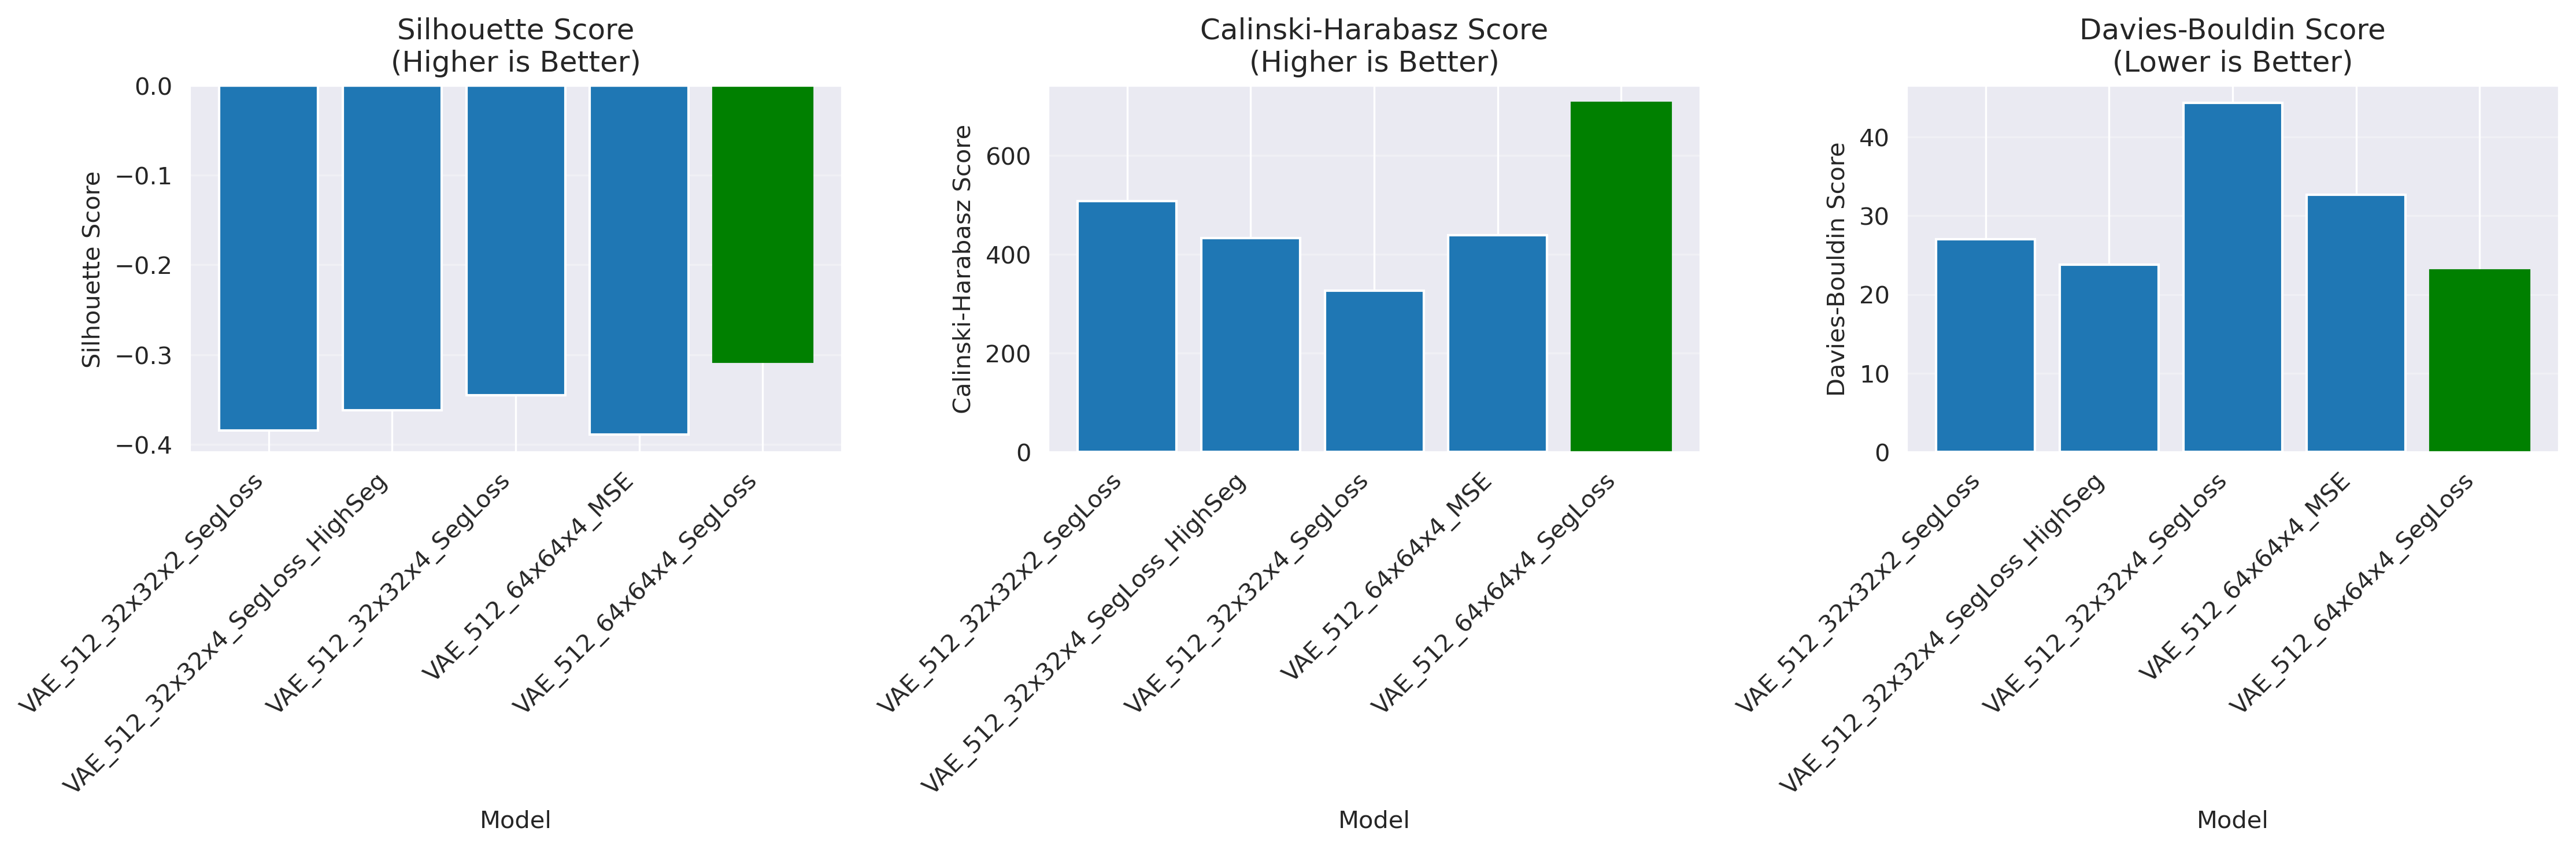 Silhouette Score
(Higher is Better)
Silhouette Score
0.0
−0.1
−0.2
−0.3
−0.4
VAE_512_32x32x2_SegLoss
VAE_512_32x32x4_SegLoss_HighSeg
VAE_512_32x32x4_SegLoss
VAE_512_64x64x4_MSE
VAE_512_64x64x4_SegLoss
Model
Calinski-Harabasz Score
(Higher is Better)
Calinski-Harabasz Score
600
400
200
0
VAE_512_32x32x2_SegLoss
VAE_512_32x32x4_SegLoss_HighSeg
VAE_512_32x32x4_SegLoss
VAE_512_64x64x4_MSE
VAE_512_64x64x4_SegLoss
Model
Davies-Bouldin Score
(Lower is Better)
Davies-Bouldin Score
40
30
20
10
0
VAE_512_32x32x2_SegLoss
VAE_512_32x32x4_SegLoss_HighSeg
VAE_512_32x32x4_SegLoss
VAE_512_64x64x4_MSE
VAE_512_64x64x4_SegLoss
Model